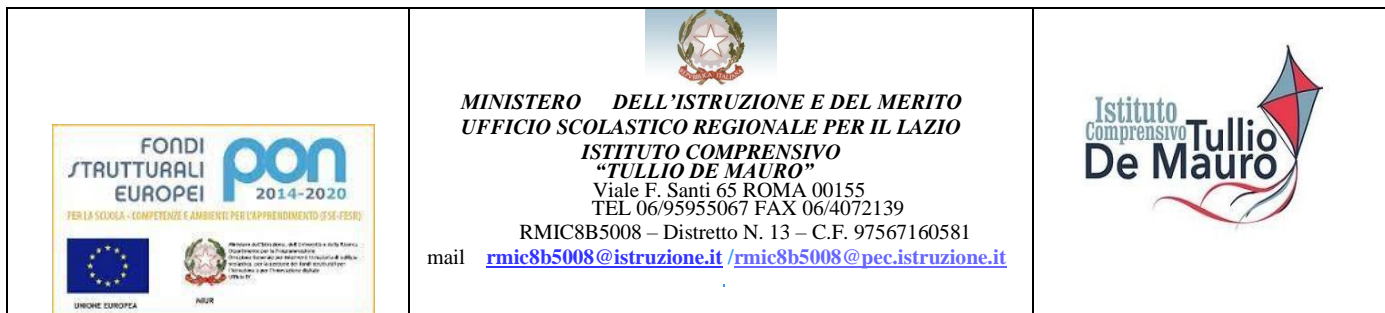 FONDI
STRUTTURALI
EUROPEI
pon
2014-2020
PER LA SCUOLA - COMPETENZE E AMBIENTI PER L'APPRENDIMENTO (FSE-FESR)
UNIONE EUROPEA
MIUR
REPVBBLICA ITALIANA
MINISTERO DELL'ISTRUZIONE E DEL MERITO
UFFICIO SCOLASTICO REGIONALE PER IL LAZIO
ISTITUTO COMPRENSIVO
“TULLIO DE MAURO”
Viale F. Santi 65 ROMA 00155
TEL 06/95955067 FAX 06/4072139
RMIC8B5008 – Distretto N. 13 – C.F. 97567160581
mail rmic8b5008@istruzione.it /rmic8b5008@pec.istruzione.it
Istituto
Comprensivo
Tullio
De Mauro